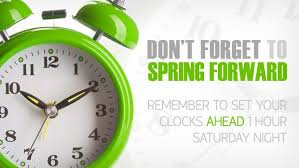 DON'T FORGET TO
SPRING FORWARD
REMEMBER TO SET YOUR
CLOCKS AHEAD 1 HOUR
SATURDAY NIGHT